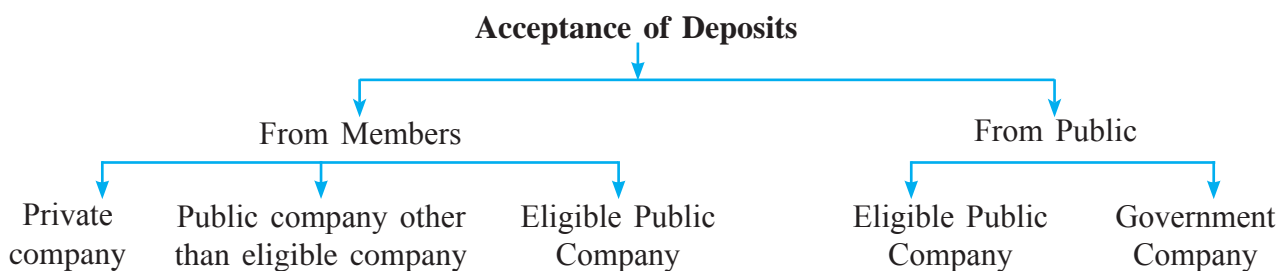 Acceptance of Deposits
From Members
From Public
Private
company
Public company other
than eligible company
Eligible Public
Company
Eligible Public
Company
Government
Company